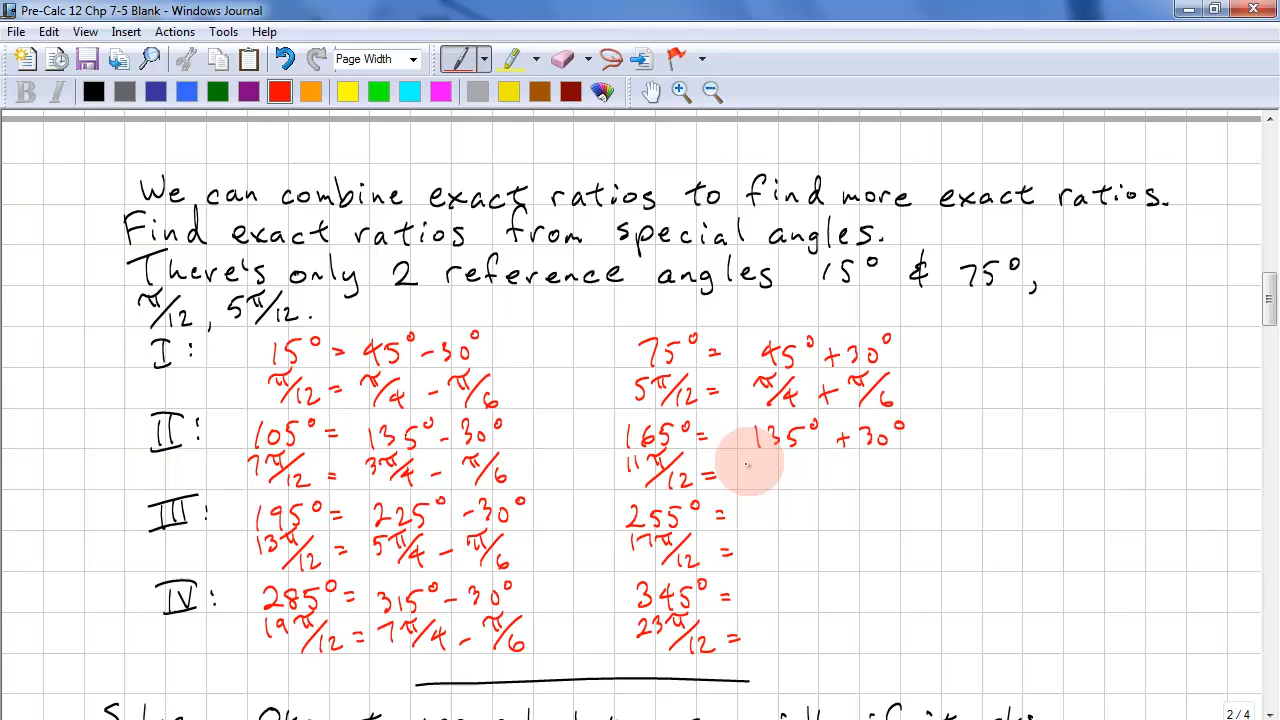 Pre-Calc 12 Chp 7-5 Blank - Windows Journal
File Edit View Insert Actions Tools Help
Page Width
B I
We can combine exact ratios to find more exact ratios.
Find exact ratios from special angles.
There's only 2 reference angles 15° & 75°,
π/12, 5π/12.
I: 15° = 45° - 30° 75° = 45° + 30°
π/12 = π/4 - π/6 5π/12 = π/4 + π/6
II: 105° = 135° - 30° 165° = 135° + 30°
7π/12 = 3π/4 - π/6 11π/12 =
III: 195° = 225° - 30° 255° =
13π/12 = 5π/4 - π/6 17π/12 =
IV: 285° = 315° - 30° 345° =
19π/12 = 7π/4 - π/6 23π/12 =
2/4